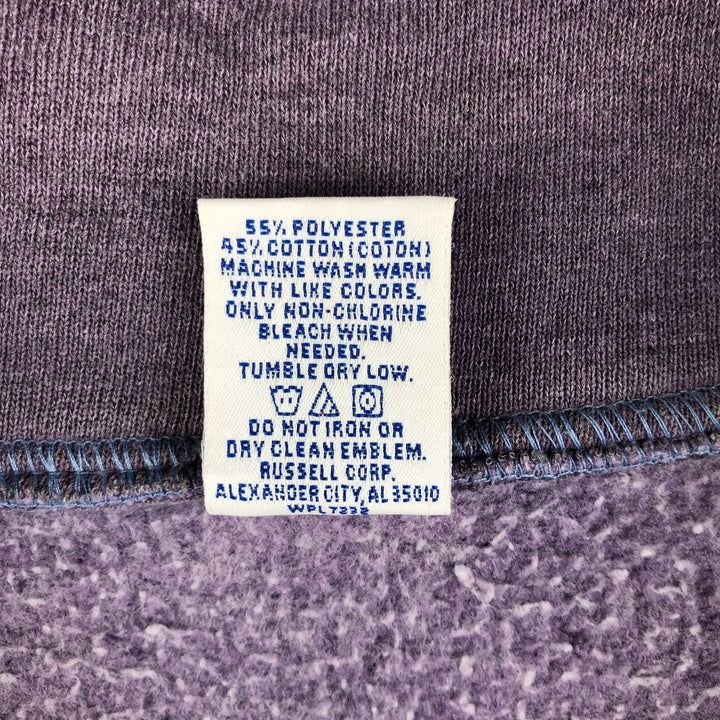 55% POLYESTER
45% COTTON(COTON)
MACHINE WASH WARM
WITH LIKE COLORS.
ONLY NON-CHLORINE
BLEACH WHEN
NEEDED.
TUMBLE DRY LOW.
DO NOT IRON OR
DRY CLEAN EMBLEM.
RUSSELL CORP.
ALEXANDER CITY, AL 35010
WPL7232